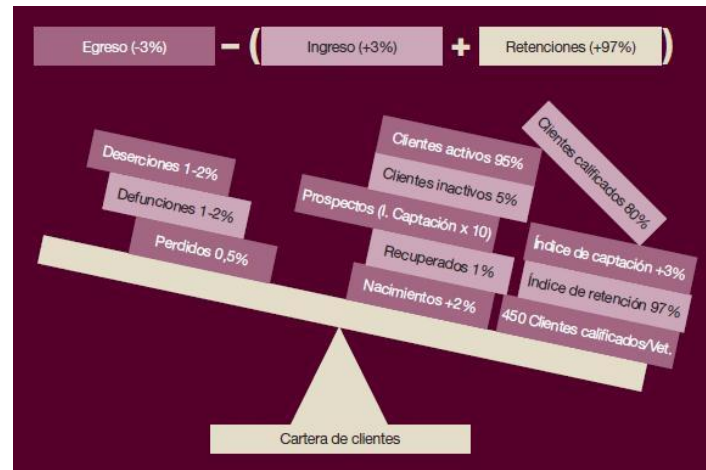 Egreso (-3%) – ( Ingreso (+3%) + Retenciones (+97%) )
Deserciones 1-2%
Defunciones 1-2%
Perdidos 0,5%
Clientes activos 95%
Clientes inactivos 5%
Prospectos (I. Captación x 10)
Recuperados 1%
Nacimientos +2%
Clientes calificados 80%
Índice de captación +3%
Índice de retención 97%
450 Clientes calificados/Vet.
Cartera de clientes